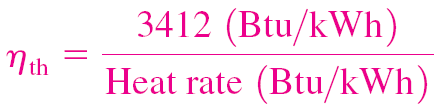 η_th = 3412 (Btu/kWh) / Heat rate (Btu/kWh)